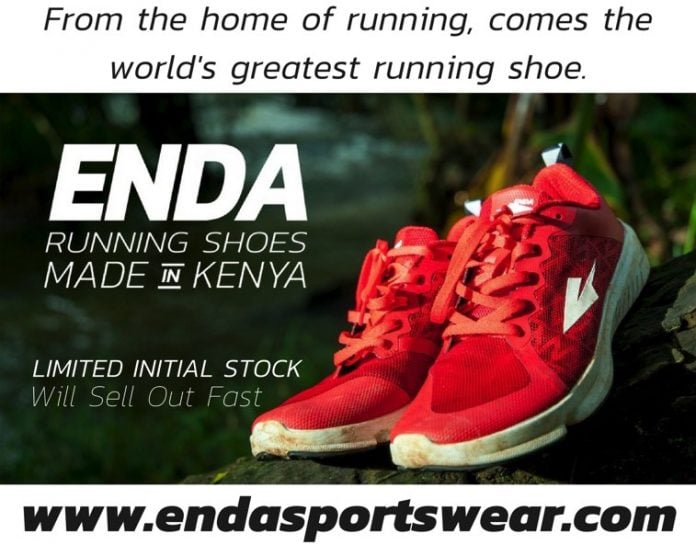 From the home of running, comes the
world's greatest running shoe.
ENDA
RUNNING SHOES
MADE IN KENYA
LIMITED INITIAL STOCK
Will Sell Out Fast
www.endasportswear.com